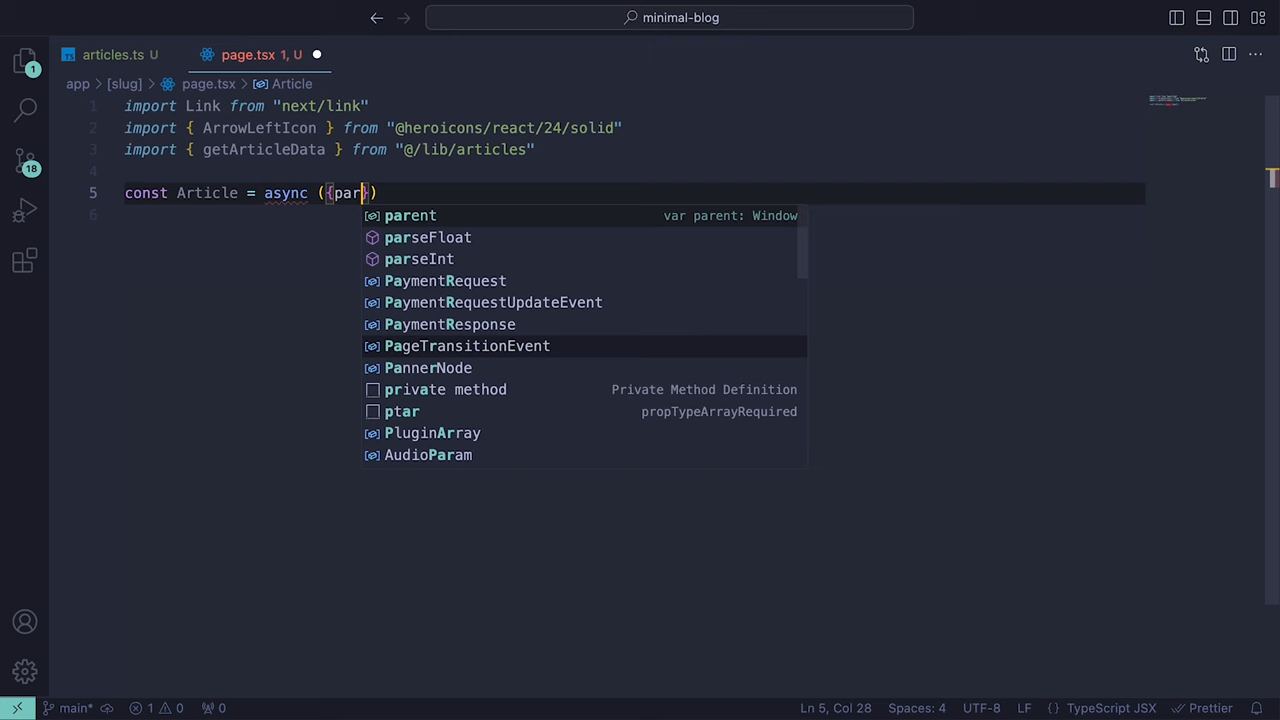 minimal-blog
articles.ts U
page.tsx 1, U
app > [slug] > page.tsx > Article
1 import Link from "next/link"
2 import { ArrowLeftIcon } from "@heroicons/react/24/solid"
3 import { getArticleData } from "@/lib/articles"
4
5 const Article = async ({par})
6
parent var parent: Window
parseFloat
parseInt
PaymentRequest
PaymentRequestUpdateEvent
PaymentResponse
PageTransitionEvent
PannerNode
private method Private Method Definition
ptar propTypeArrayRequired
PluginArray
AudioParam
1
18
main* 1 0 0 Ln 5, Col 28 Spaces: 4 UTF-8 LF {} TypeScript JSX Prettier